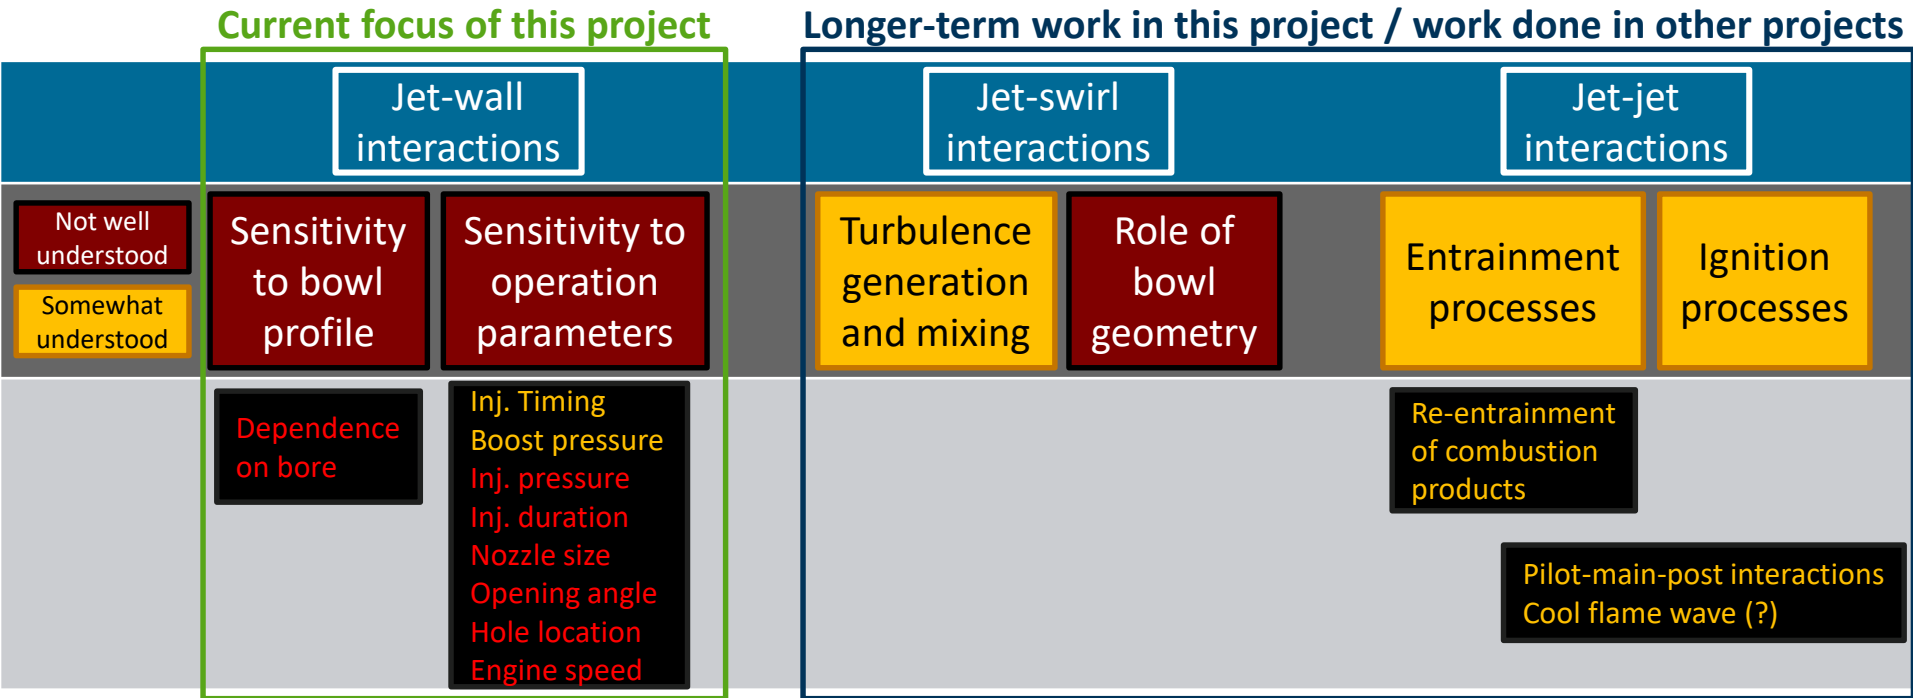 Current focus of this project
Longer-term work in this project / work done in other projects
Jet-wall
interactions
Jet-swirl
interactions
Jet-jet
interactions
Not well
understood
Somewhat
understood
Sensitivity
to bowl
profile
Sensitivity to
operation
parameters
Turbulence
generation
and mixing
Role of
bowl
geometry
Entrainment
processes
Ignition
processes
Dependence
on bore
Inj. Timing
Boost pressure
Inj. pressure
Inj. duration
Nozzle size
Opening angle
Hole location
Engine speed
Re-entrainment
of combustion
products
Pilot-main-post interactions
Cool flame wave (?)